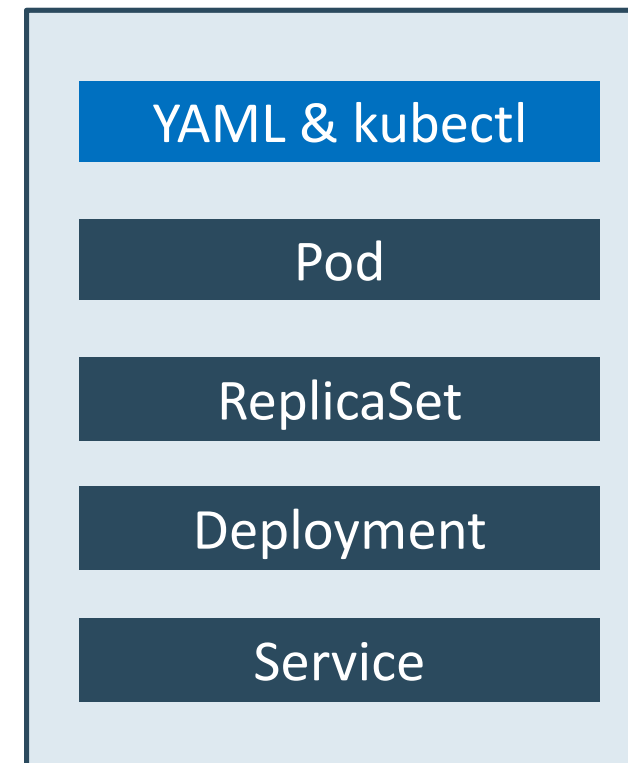 YAML & kubectl
Pod
ReplicaSet
Deployment
Service